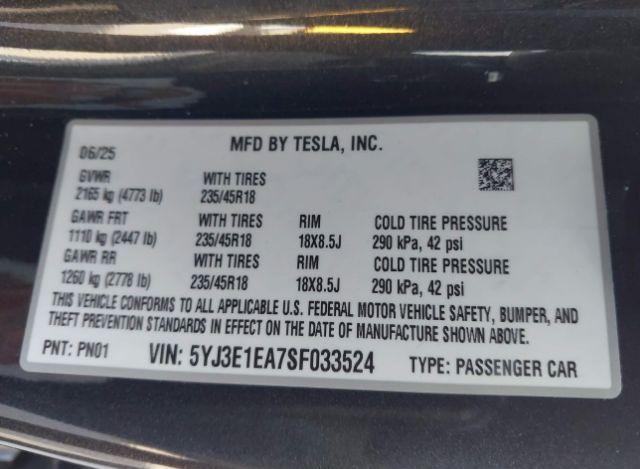 06/25 MFD BY TESLA, INC.
GVWR WITH TIRES
2165 kg (4773 lb) 235/45R18
GAWR FRT WITH TIRES RIM COLD TIRE PRESSURE
1110 kg (2447 lb) 235/45R18 18X8.5J 290 kPa, 42 psi
GAWR RR WITH TIRES RIM COLD TIRE PRESSURE
1260 kg (2778 lb) 235/45R18 18X8.5J 290 kPa, 42 psi
THIS VEHICLE CONFORMS TO ALL APPLICABLE U.S. FEDERAL MOTOR VEHICLE SAFETY, BUMPER, AND
THEFT PREVENTION STANDARDS IN EFFECT ON THE DATE OF MANUFACTURE SHOWN ABOVE.
PNT: PN01 VIN: 5YJ3E1EA7SF033524 TYPE: PASSENGER CAR